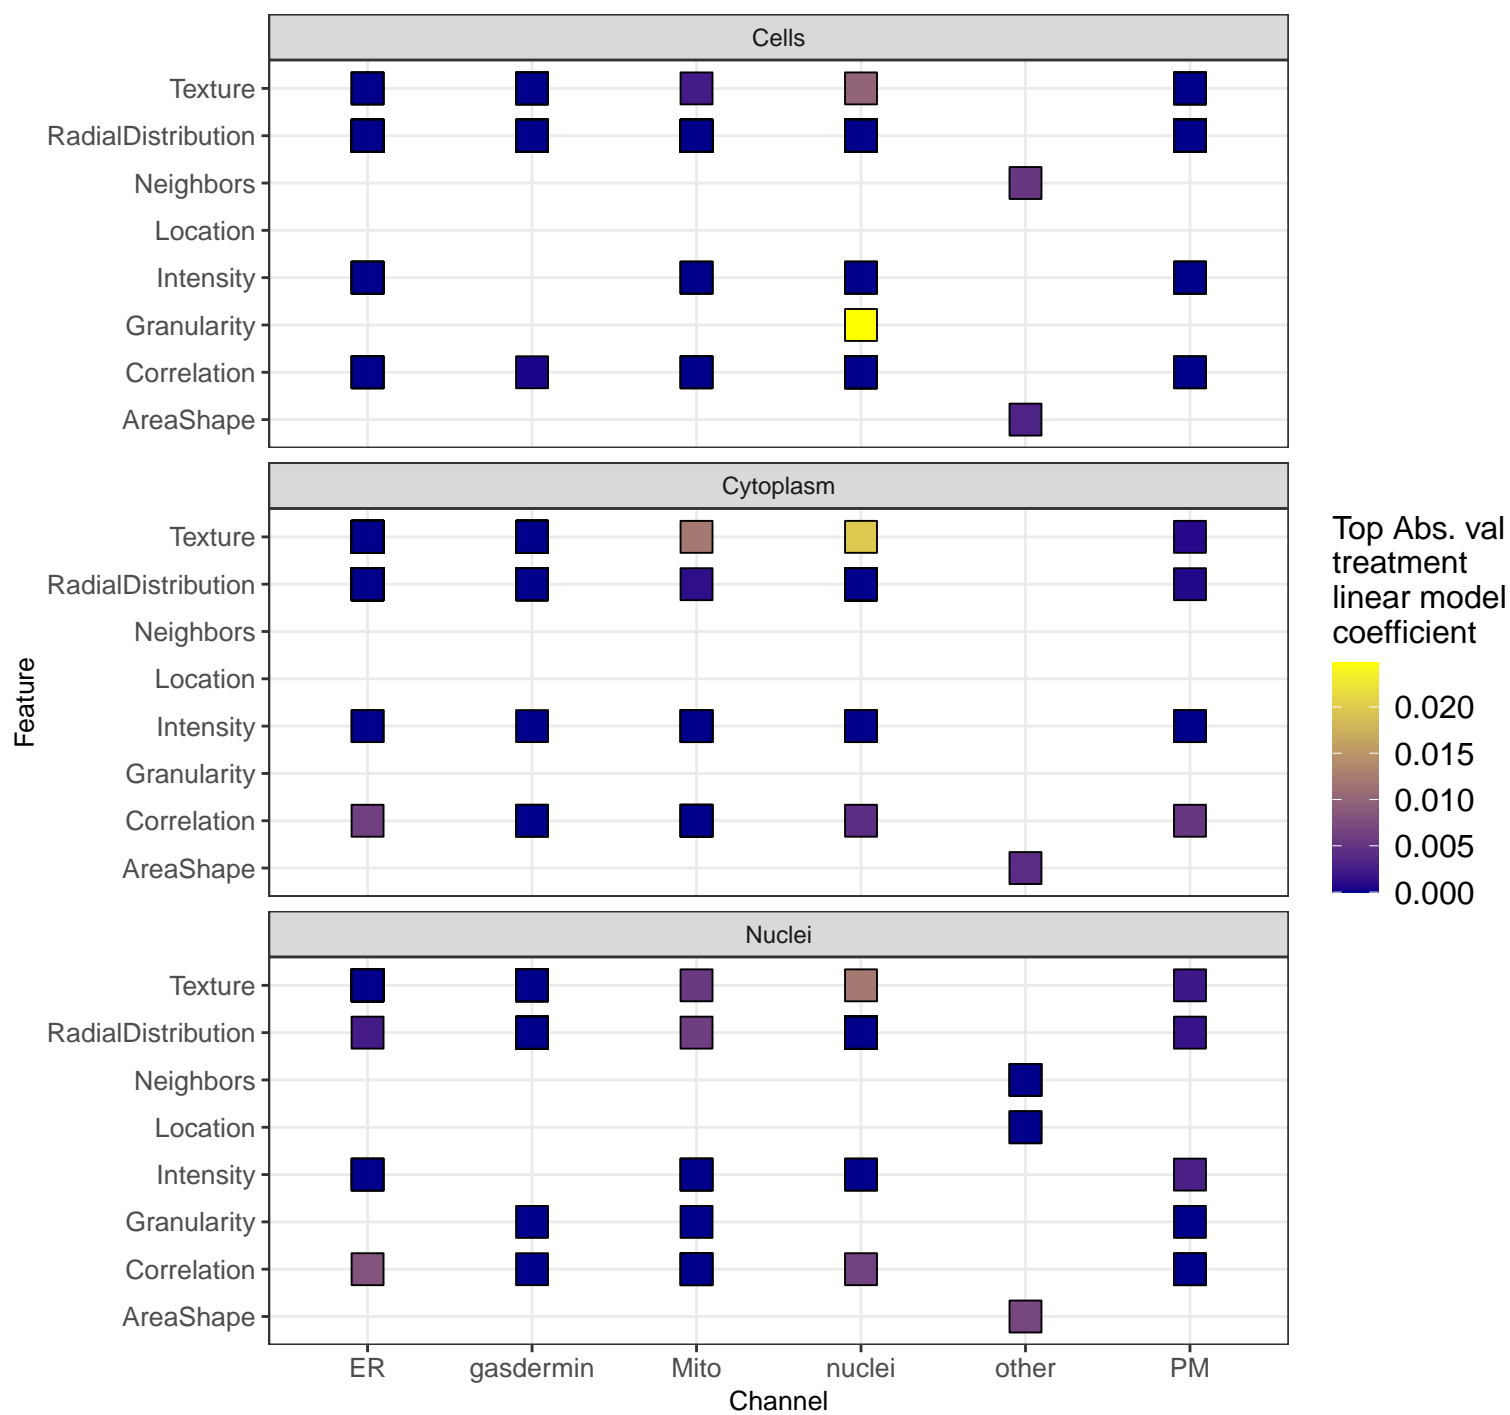 Cells
Texture
RadialDistribution
Neighbors
Location
Intensity
Granularity
Correlation
AreaShape
Cytoplasm
Texture
RadialDistribution
Neighbors
Location
Intensity
Granularity
Correlation
AreaShape
Nuclei
Texture
RadialDistribution
Neighbors
Location
Intensity
Granularity
Correlation
AreaShape
ER gasdermin Mito nuclei other PM
Channel
Feature
Top Abs. val
treatment
linear model
coefficient
0.020
0.015
0.010
0.005
0.000